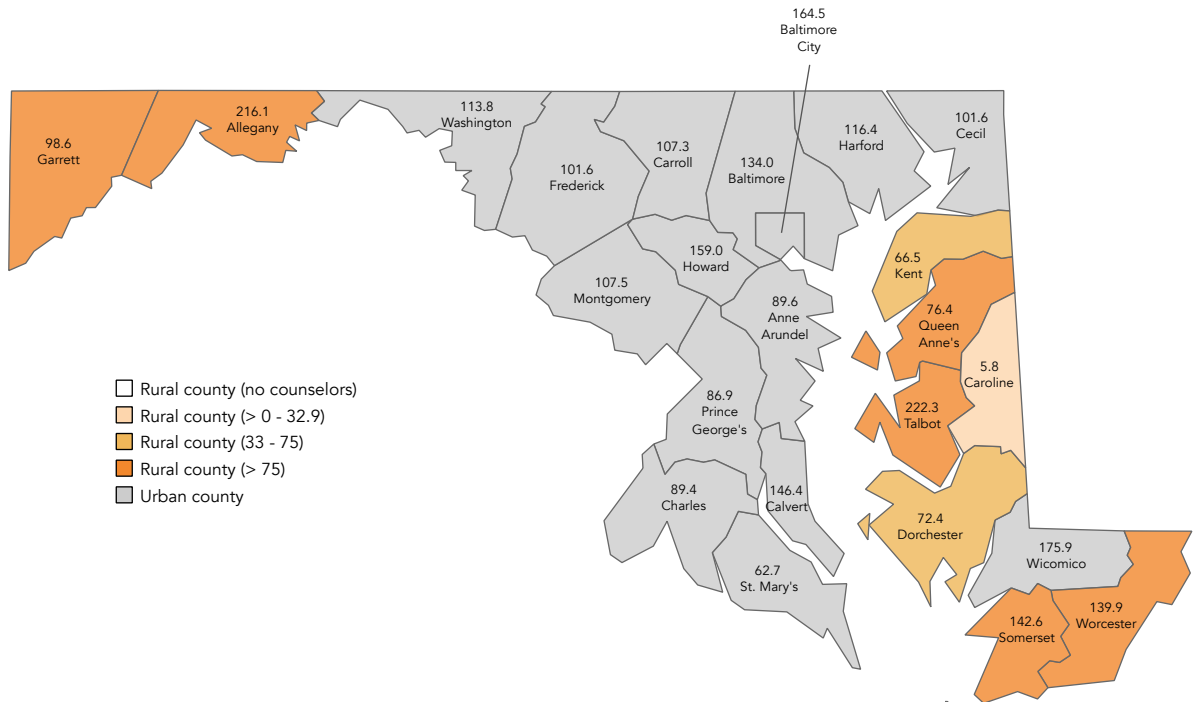 164.5
Baltimore
City
98.6
Garrett
216.1
Allegany
113.8
Washington
101.6
Frederick
107.3
Carroll
134.0
Baltimore
116.4
Harford
101.6
Cecil
107.5
Montgomery
159.0
Howard
89.6
Anne
Arundel
66.5
Kent
76.4
Queen
Anne's
5.8
Caroline
86.9
Prince
George's
222.3
Talbot
Rural county (no counselors)
Rural county (> 0 - 32.9)
Rural county (33 - 75)
Rural county (> 75)
Urban county
89.4
Charles
146.4
Calvert
72.4
Dorchester
62.7
St. Mary's
175.9
Wicomico
142.6
Somerset
139.9
Worcester